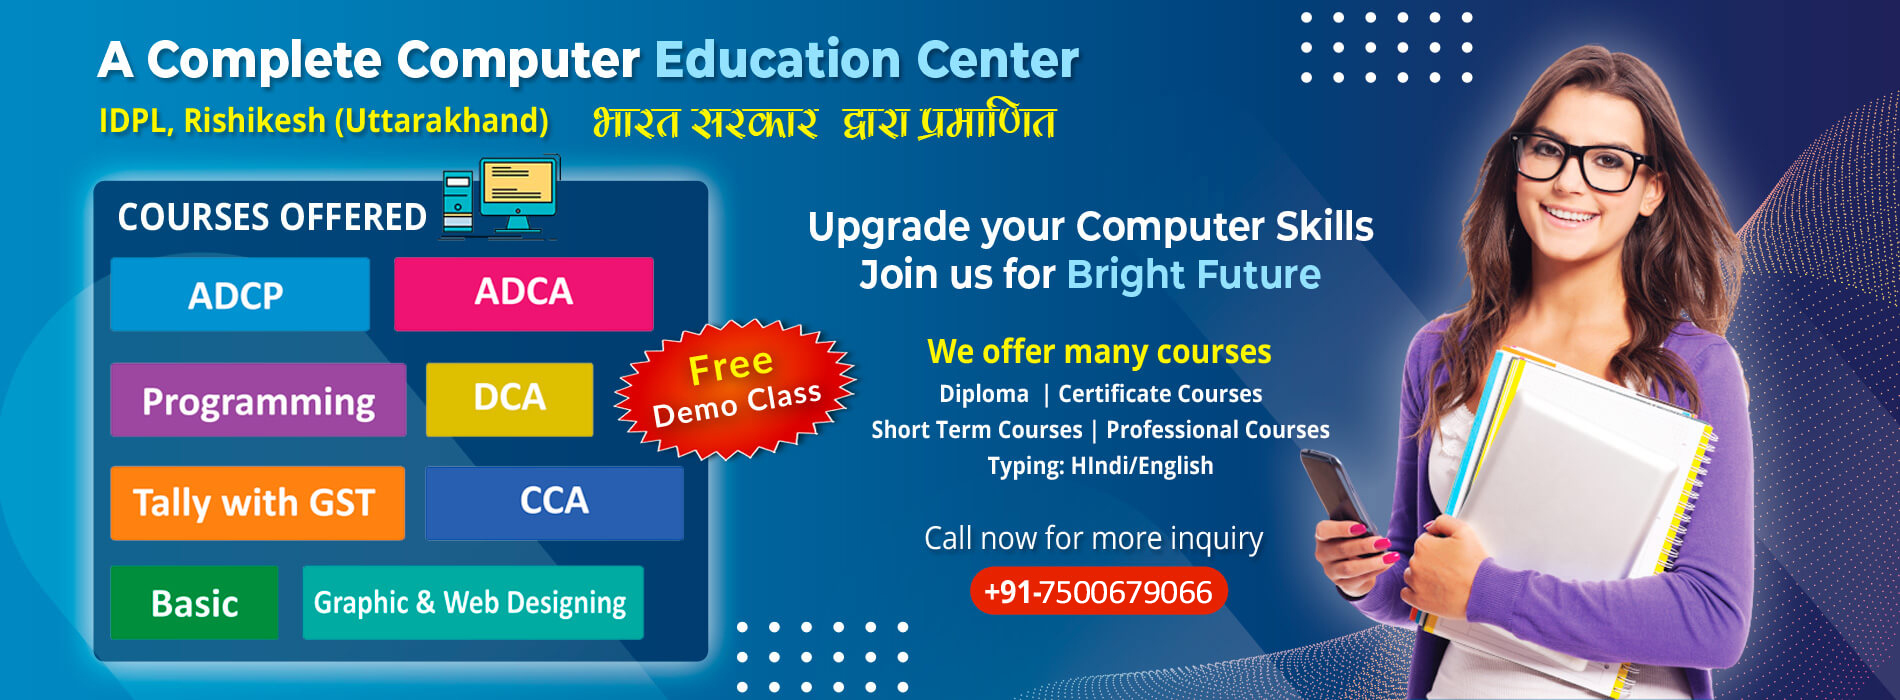 A Complete Computer Education Center
IDPL, Rishikesh (Uttarakhand) भारत सरकार द्वारा प्रमाणित
COURSES OFFERED
ADCP
ADCA
Programming
DCA
Tally with GST
CCA
Basic
Graphic & Web Designing
Free
Demo Class
Upgrade your Computer Skills
Join us for Bright Future
We offer many courses
Diploma | Certificate Courses
Short Term Courses | Professional Courses
Typing: HIndi/English
Call now for more inquiry
+91-7500679066